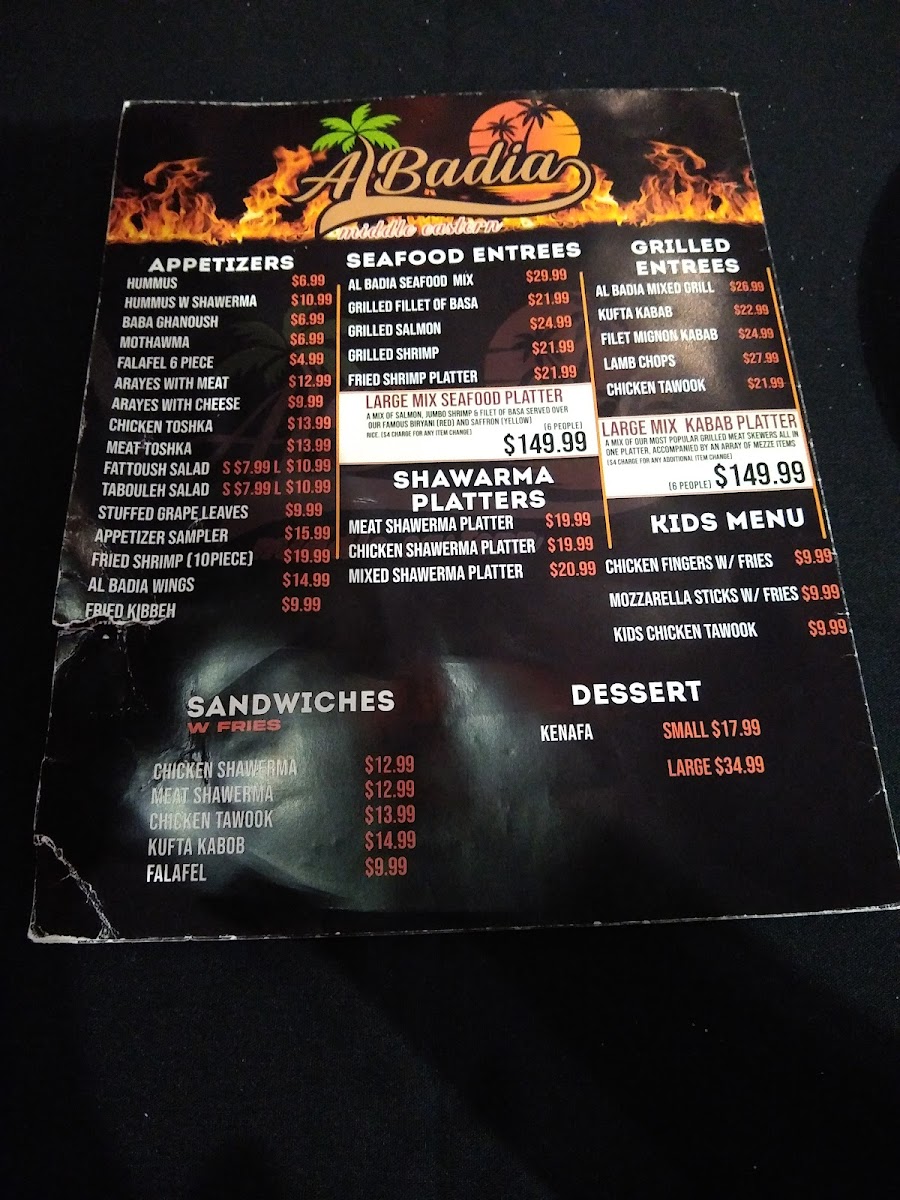 Al Badia
middle eastern
APPETIZERS
HUMMUS $6.99
HUMMUS W SHAWERMA $10.99
BABA GHANOUSH $6.99
MOTHAWMA $6.99
FALAFEL 6 PIECE $4.99
ARAYES WITH MEAT $12.99
ARAYES WITH CHEESE $9.99
CHICKEN TOSHKA $13.99
MEAT TOSHKA $13.99
FATTOUSH SALAD S $7.99 L $10.99
TABOULEH SALAD S $7.99 L $10.99
STUFFED GRAPE LEAVES $9.99
APPETIZER SAMPLER $15.99
FRIED SHRIMP (10PIECE) $19.99
AL BADIA WINGS $14.99
FRIED KIBBEH $9.99
SEAFOOD ENTREES
AL BADIA SEAFOOD MIX $29.99
GRILLED FILLET OF BASA $21.99
GRILLED SALMON $24.99
GRILLED SHRIMP $21.99
FRIED SHRIMP PLATTER $21.99
LARGE MIX SEAFOOD PLATTER
A MIX OF SALMON, JUMBO SHRIMP & FILET OF BASA SERVED OVER
OUR FAMOUS BIRYANI (RED) AND SAFFRON (YELLOW)
RICE. ($4 CHARGE FOR ANY ITEM CHANGE)
(6 PEOPLE)
$149.99
SHAWARMA
PLATTERS
MEAT SHAWERMA PLATTER $19.99
CHICKEN SHAWERMA PLATTER $19.99
MIXED SHAWERMA PLATTER $20.99
GRILLED
ENTREES
AL BADIA MIXED GRILL $26.99
KUFTA KABAB $22.99
FILET MIGNON KABAB $24.99
LAMB CHOPS $27.99
CHICKEN TAWOOK $21.99
LARGE MIX KABAB PLATTER
A MIX OF OUR MOST POPULAR GRILLED MEAT SKEWERS ALL IN
ONE PLATTER, ACCOMPANIED BY AN ARRAY OF MEZZE ITEMS
($4 CHARGE FOR ANY ADDTIONAL ITEM CHANGE)
(6 PEOPLE) $149.99
KIDS MENU
CHICKEN FINGERS W/ FRIES $9.99
MOZZARELLA STICKS W/ FRIES $9.99
KIDS CHICKEN TAWOOK $9.99
SANDWICHES
W FRIES
CHICKEN SHAWERMA $12.99
MEAT SHAWERMA $12.99
CHICKEN TAWOOK $13.99
KUFTA KABOB $14.99
FALAFEL $9.99
DESSERT
KENAFA SMALL $17.99
LARGE $34.99